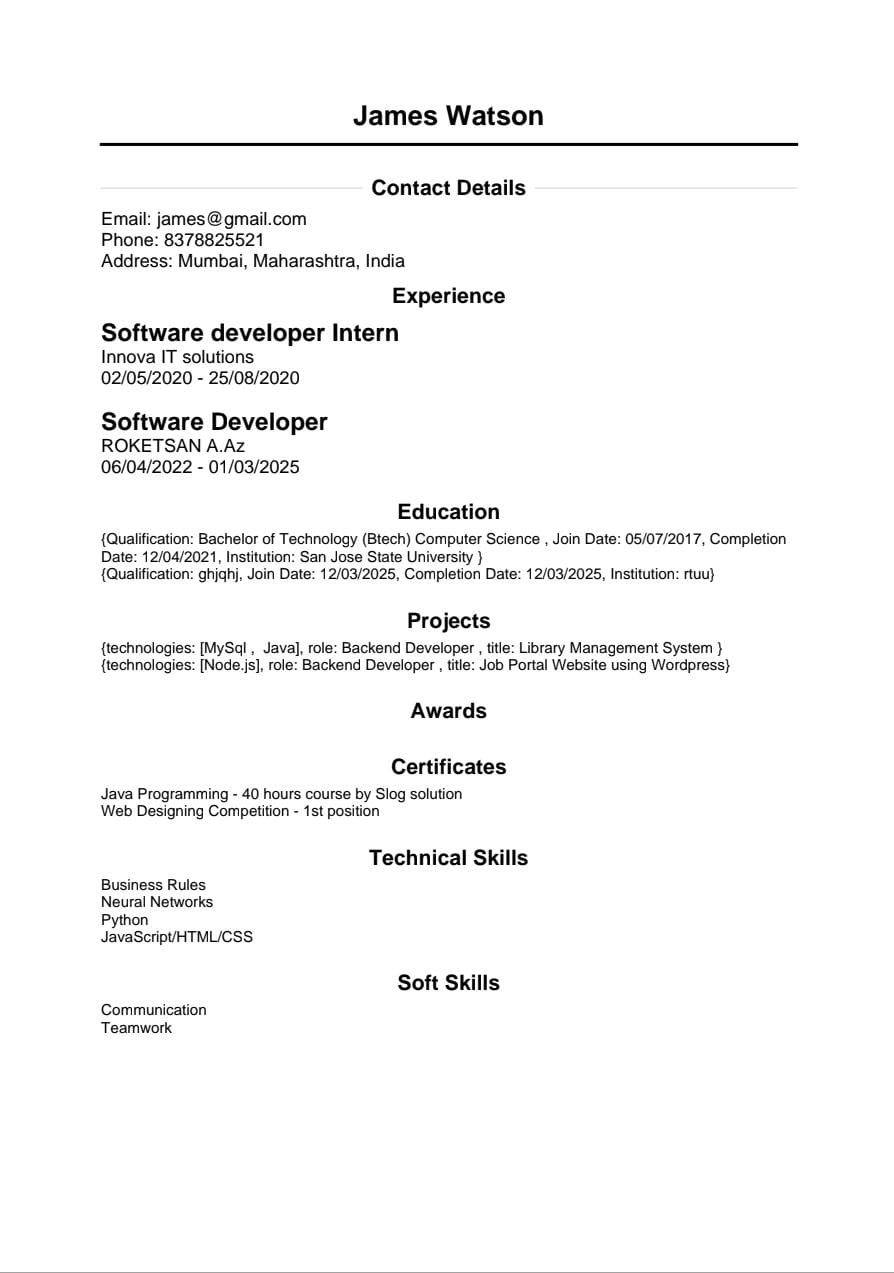 James Watson
Contact Details
Email: james@gmail.com
Phone: 8378825521
Address: Mumbai, Maharashtra, India
Experience
Software developer Intern
Innova IT solutions
02/05/2020 - 25/08/2020
Software Developer
ROKETSAN A.Az
06/04/2022 - 01/03/2025
Education
{Qualification: Bachelor of Technology (Btech) Computer Science , Join Date: 05/07/2017, Completion
Date: 12/04/2021, Institution: San Jose State University }
{Qualification: ghjqhj, Join Date: 12/03/2025, Completion Date: 12/03/2025, Institution: rtuu}
Projects
{technologies: [MySql ,  Java], role: Backend Developer , title: Library Management System }
{technologies: [Node.js], role: Backend Developer , title: Job Portal Website using Wordpress}
Awards
Certificates
Java Programming - 40 hours course by Slog solution
Web Designing Competition - 1st position
Technical Skills
Business Rules
Neural Networks
Python
JavaScript/HTML/CSS
Soft Skills
Communication
Teamwork